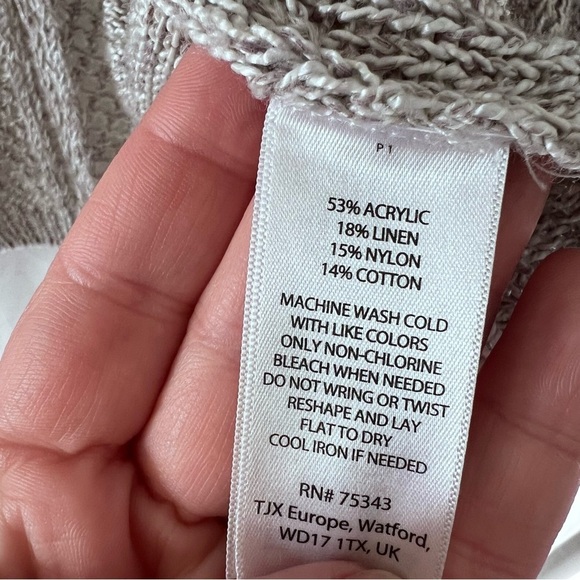 P 1
53% ACRYLIC
18% LINEN
15% NYLON
14% COTTON
MACHINE WASH COLD
WITH LIKE COLORS
ONLY NON-CHLORINE
BLEACH WHEN NEEDED
DO NOT WRING OR TWIST
RESHAPE AND LAY
FLAT TO DRY
COOL IRON IF NEEDED
RN# 75343
TJX Europe, Watford,
WD17 1TX, UK